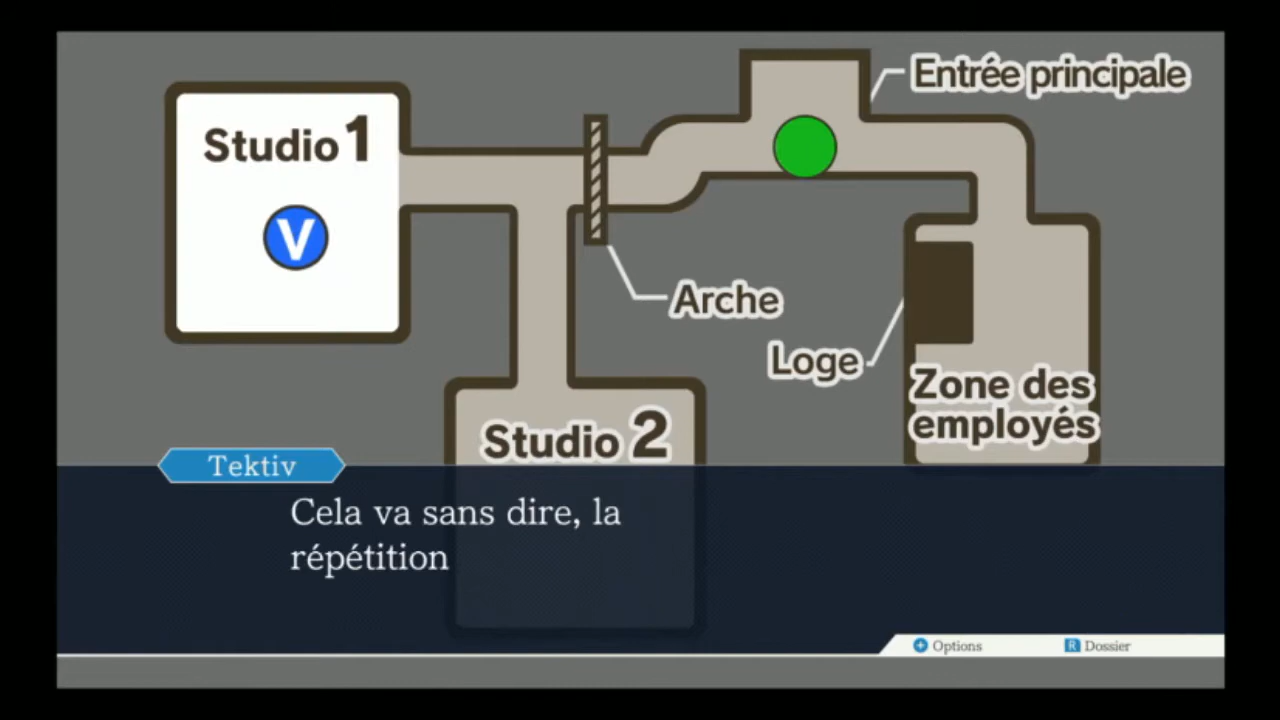 Entrée principale
Studio 1
V
Arche
Loge
Zone des
employés
Studio 2
Tektiv
Cela va sans dire, la
répétition
+ Options
R Dossier